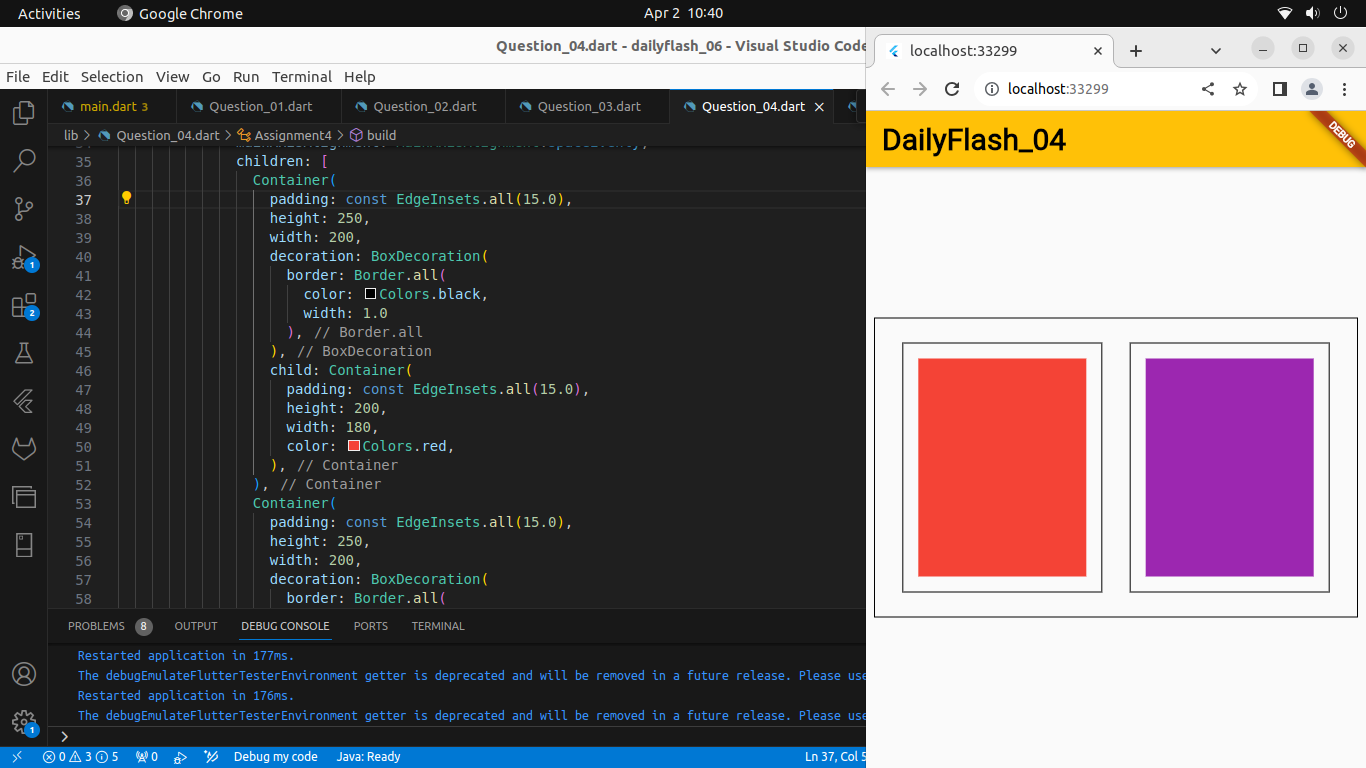 Activities
Google Chrome
Apr 2 10:40
Question_04.dart - dailyflash_06 - Visual Studio Code
File Edit Selection View Go Run Terminal Help
main.dart 3
Question_01.dart
Question_02.dart
Question_03.dart
Question_04.dart
lib > Question_04.dart > Assignment4 > build
35 children: [
36 Container(
37 padding: const EdgeInsets.all(15.0),
38 height: 250,
39 width: 200,
40 decoration: BoxDecoration(
41 border: Border.all(
42 color: Colors.black,
43 width: 1.0
44 ), // Border.all
45 ), // BoxDecoration
46 child: Container(
47 padding: const EdgeInsets.all(15.0),
48 height: 200,
49 width: 180,
50 color: Colors.red,
51 ), // Container
52 ), // Container
53 Container(
54 padding: const EdgeInsets.all(15.0),
55 height: 250,
56 width: 200,
57 decoration: BoxDecoration(
58 border: Border.all(
1
2
1
PROBLEMS 8 OUTPUT DEBUG CONSOLE PORTS TERMINAL
Restarted application in 177ms.
The debugEmulateFlutterTesterEnvironment getter is deprecated and will be removed in a future release. Please use
Restarted application in 176ms.
The debugEmulateFlutterTesterEnvironment getter is deprecated and will be removed in a future release. Please use
>
0 3 5 0 Debug my code Java: Ready Ln 37, Col 5
localhost:33299
localhost:33299
DailyFlash_04
DEBUG